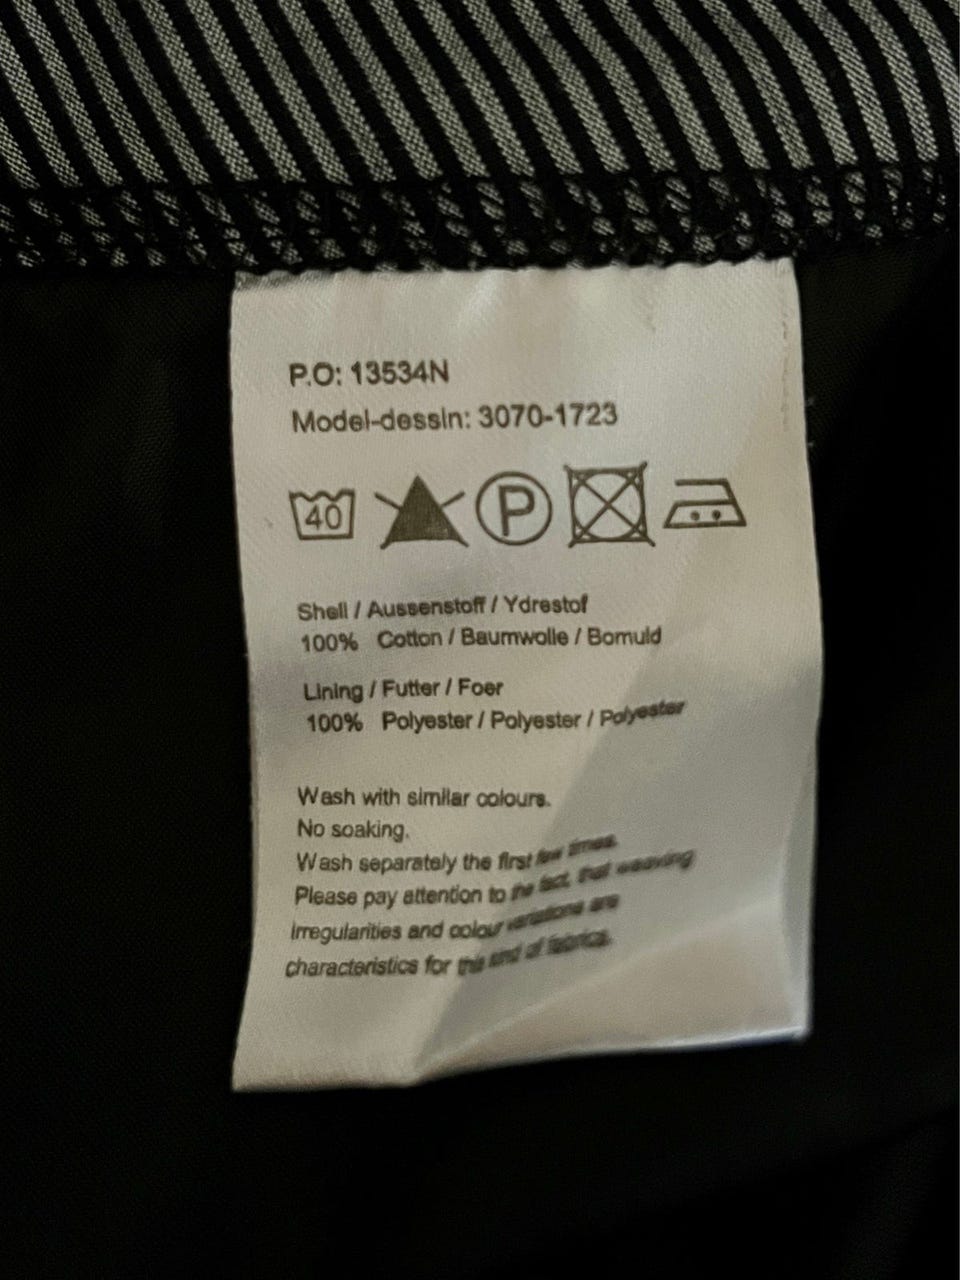 P.O: 13534N
Model-dessin: 3070-1723
40 P
Shell / Aussenstoff / Ydrestof
100% Cotton / Baumwolle / Bomuld
Lining / Futter / Foer
100% Polyester / Polyester / Polyester
Wash with similar colours.
No soaking.
Wash separately the first few times.
Please pay attention to the fact, that weaving
irregularities and colour variations are
characteristics for this kind of fabrics.